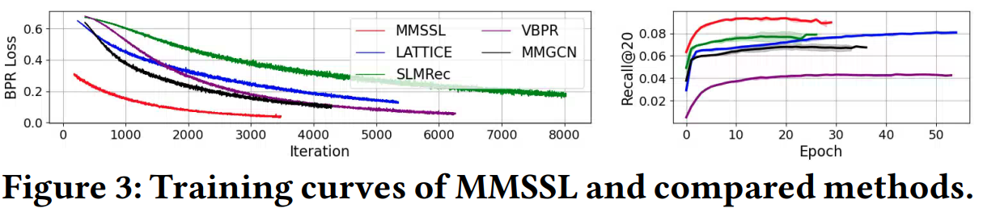 BPR Loss
0.6
0.4
0.2
0.0
MMSSL
LATTICE
SLMRec
VBPR
MMGCN
0 1000 2000 3000 4000 5000 6000 7000 8000
Iteration
Recall@20
0.08
0.06
0.04
0.02
0 10 20 30 40 50
Epoch
Figure 3: Training curves of MMSSL and compared methods.